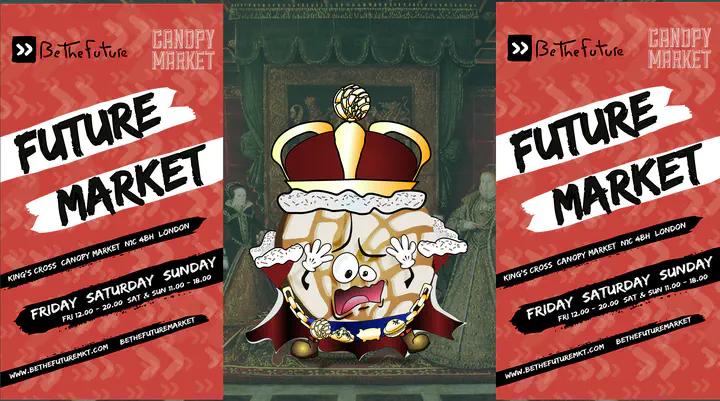 BeTheFuture
CANOPY
MARKET
FUTURE
MARKET
KING'S CROSS CANOPY MARKET N1C 4BH LONDON
FRIDAY SATURDAY SUNDAY
FRI 12.00 - 20.00 SAT & SUN 11.00 - 18.00
WWW.BETHEFUTUREMKT.COM BETHEFUTUREMARKET
BeTheFuture
CANOPY
MARKET
FUTURE
MARKET
KING'S CROSS CANOPY MARKET N1C 4BH LONDON
FRIDAY SATURDAY SUNDAY
FRI 12.00 - 20.00 SAT & SUN 11.00 - 18.00
WWW.BETHEFUTUREMKT.COM BETHEFUTUREMARKET